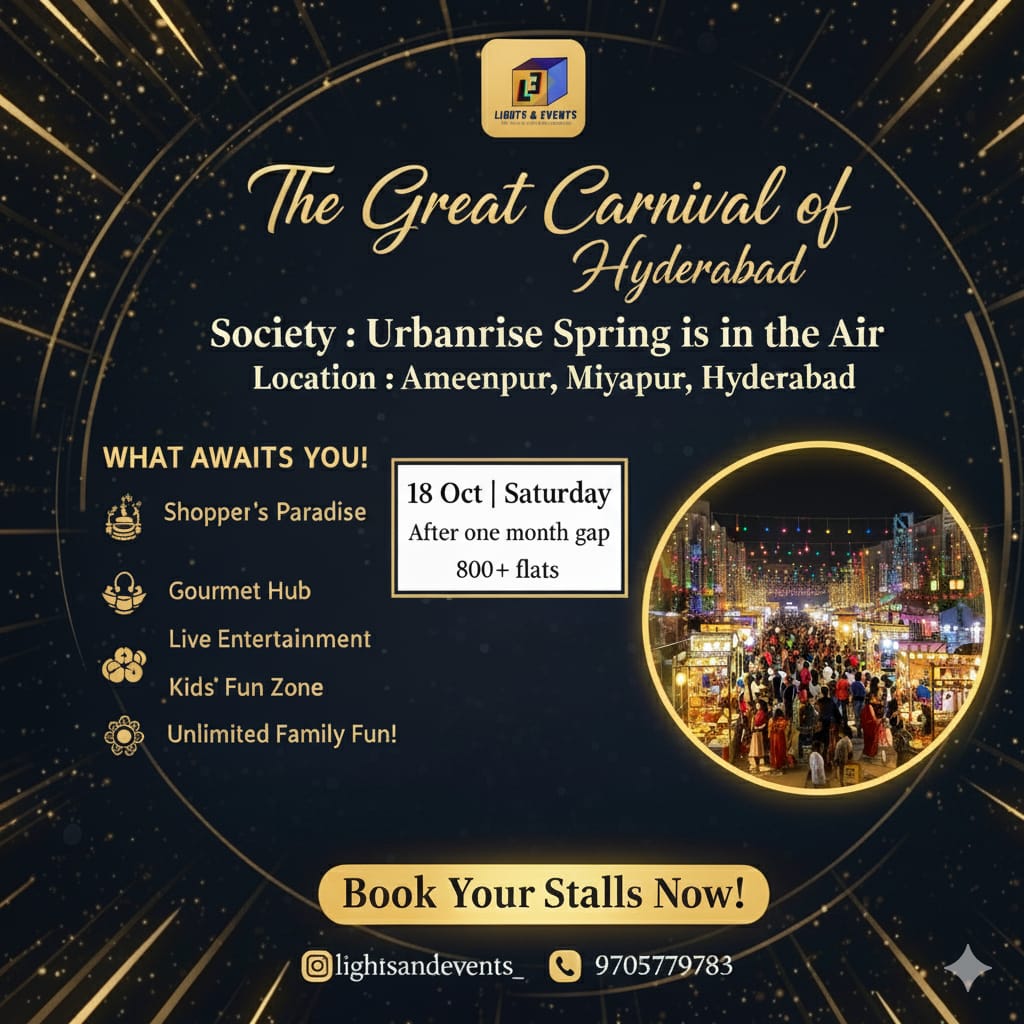 LIGHTS & EVENTS
The Great Carnival of
Hyderabad
Society : Urbanrise Spring is in the Air
Location : Ameenpur, Miyapur, Hyderabad
WHAT AWAITS YOU!
Shopper's Paradise
Gourmet Hub
Live Entertainment
Kids' Fun Zone
Unlimited Family Fun!
18 Oct | Saturday
After one month gap
800+ flats
Book Your Stalls Now!
lightsandevents_ 9705779783